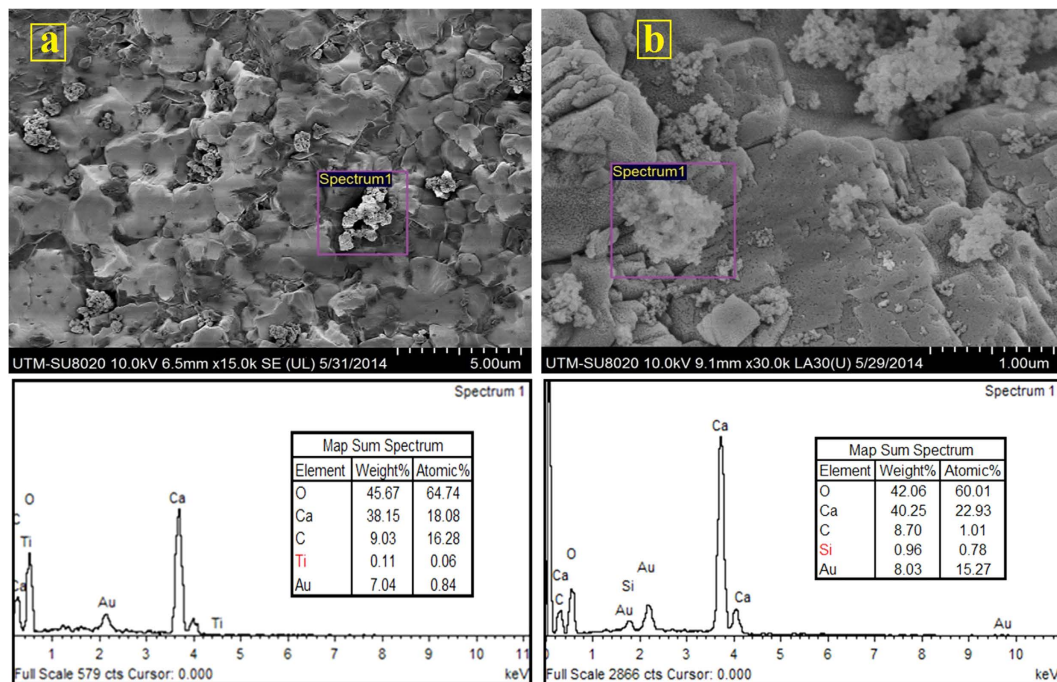 a
Spectrum1
UTM-SU8020 10.0kV 6.5mm x15.0k SE (UL) 5/31/2014
5.00um
b
Spectrum1
UTM-SU8020 9.1mm x30.0k LA30(U) 5/29/2014
1.00um
Spectrum 1
Map Sum Spectrum
Element Weight% Atomic%
O 45.67 64.74
Ca 38.15 18.08
C 9.03 16.28
Ti 0.11 0.06
Au 7.04 0.84
C
O
Ti
Ca
Au
Ca
Ti
0 1 2 3 4 5 6 7 8 9 10 11
Full Scale 579 cts Cursor: 0.000
keV
Spectrum 1
Map Sum Spectrum
Element Weight% Atomic%
O 42.06 60.01
Ca 40.25 22.93
C 8.70 1.01
Si 0.96 0.78
Au 8.03 15.27
Ca
C
O
Si
Au
Au
Ca
Ca
Au
0 1 2 3 4 5 6 7 8 9 10
Full Scale 2866 cts Cursor: 0.000
keV